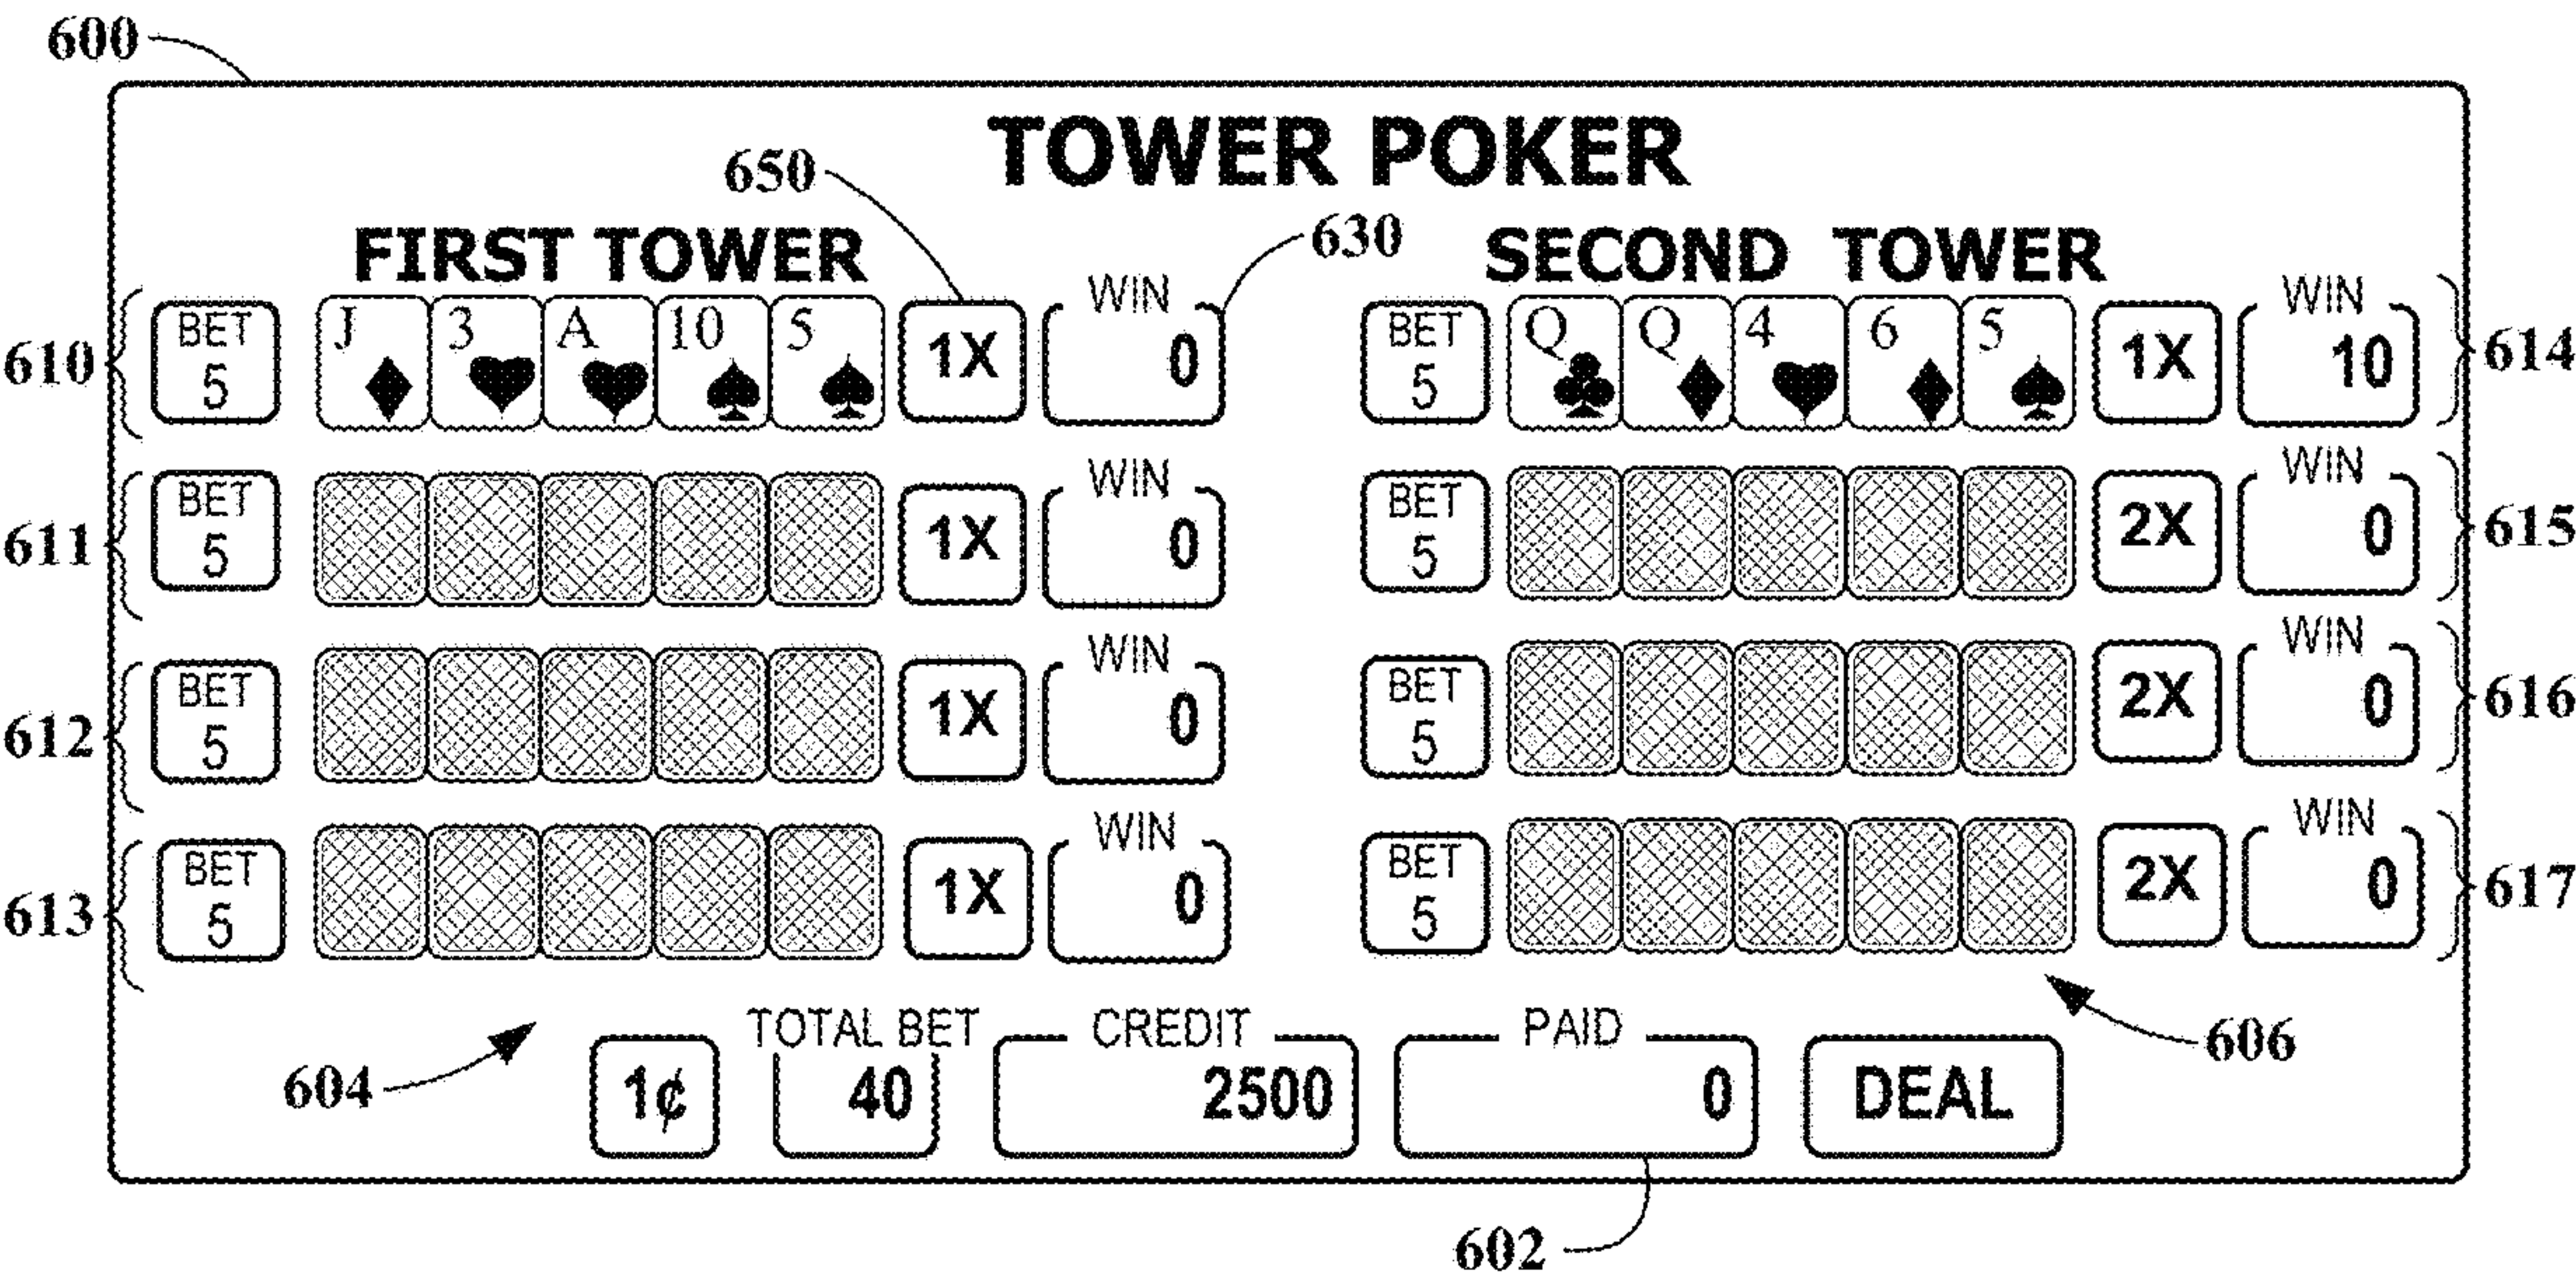 600
TOWER POKER
650
630
FIRST TOWER
SECOND TOWER
610 BET 5 J 3 A 10 5 1X WIN 0 BET 5 Q Q 4 6 5 1X WIN 10 614
611 BET 5 1X WIN 0 BET 5 2X WIN 0 615
612 BET 5 1X WIN 0 BET 5 2X WIN 0 616
613 BET 5 1X WIN 0 BET 5 2X WIN 0 617
604
606
TOTAL BET CREDIT PAID
1¢ 40 2500 0 DEAL
602